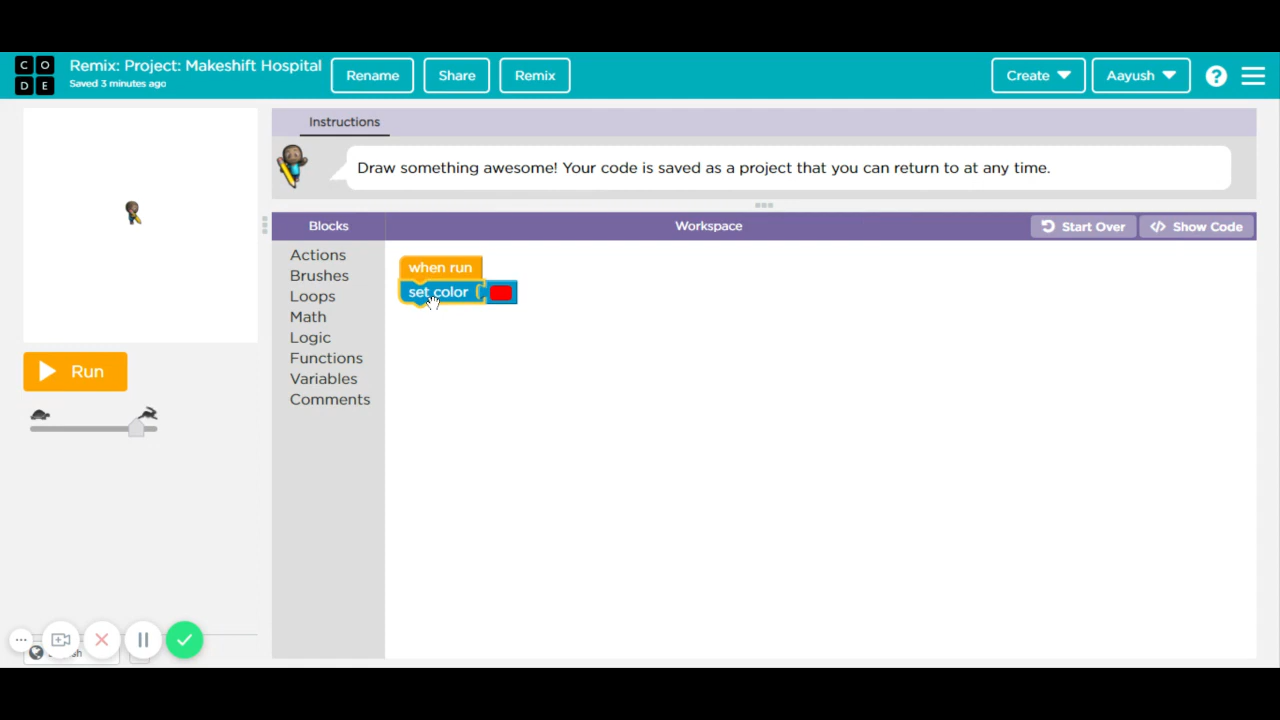 CODE
Remix: Project: Makeshift Hospital
Saved 3 minutes ago
Rename
Share
Remix
Create
Aayush
?
Instructions
Draw something awesome! Your code is saved as a project that you can return to at any time.
Blocks
Workspace
Start Over
</> Show Code
Actions
Brushes
Loops
Math
Logic
Functions
Variables
Comments
when run
set color
Run